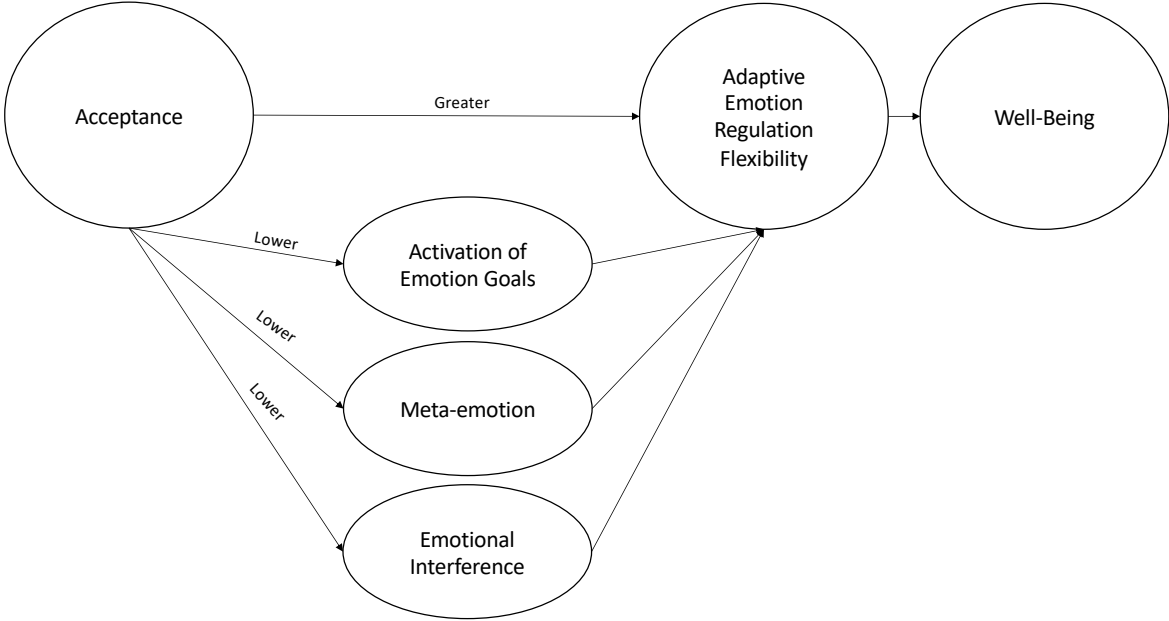 Acceptance
Greater
Adaptive
Emotion
Regulation
Flexibility
Well-Being
Lower
Activation of
Emotion Goals
Lower
Meta-emotion
Lower
Emotional
Interference